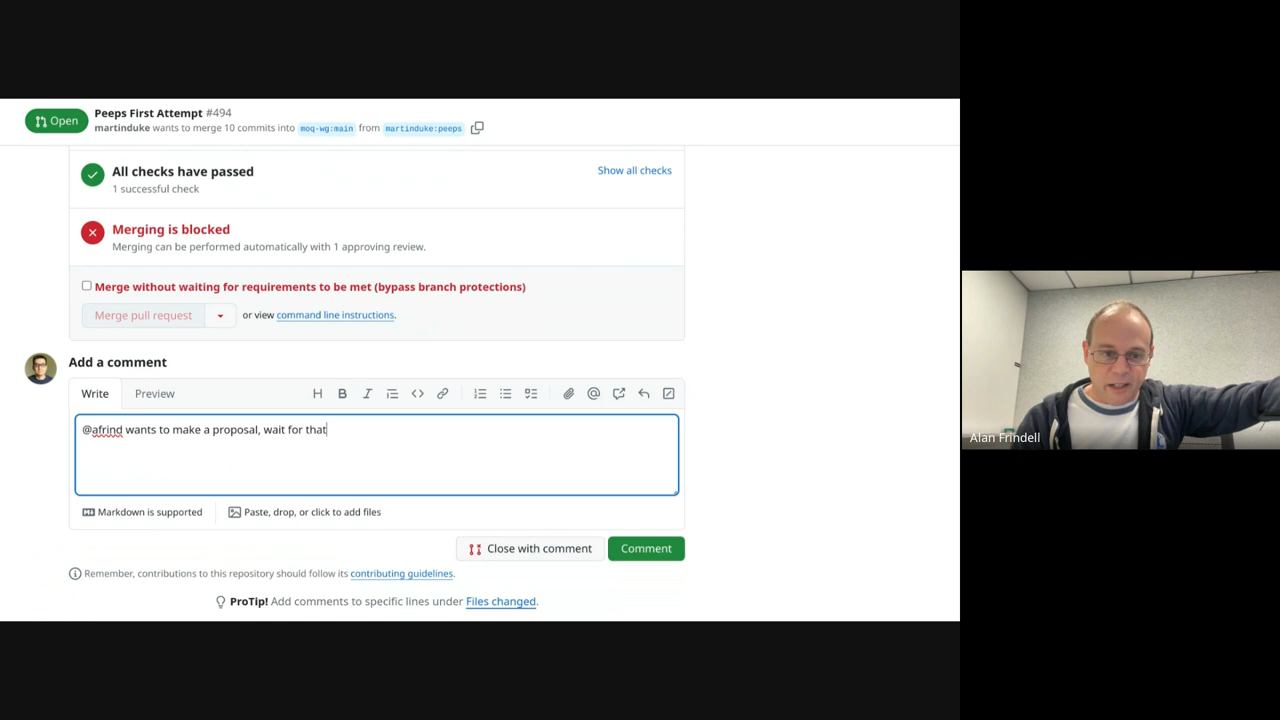 Open
Peeps First Attempt #494
martinduke wants to merge 10 commits into moq-wg:main from martinduke:peeps
All checks have passed
Show all checks
1 successful check
Merging is blocked
Merging can be performed automatically with 1 approving review.
Merge without waiting for requirements to be met (bypass branch protections)
Merge pull request
or view command line instructions.
Add a comment
Write
Preview
@afrind wants to make a proposal, wait for that
Markdown is supported
Paste, drop, or click to add files
Close with comment
Comment
Remember, contributions to this repository should follow its contributing guidelines.
ProTip! Add comments to specific lines under Files changed.
Alan Frindell